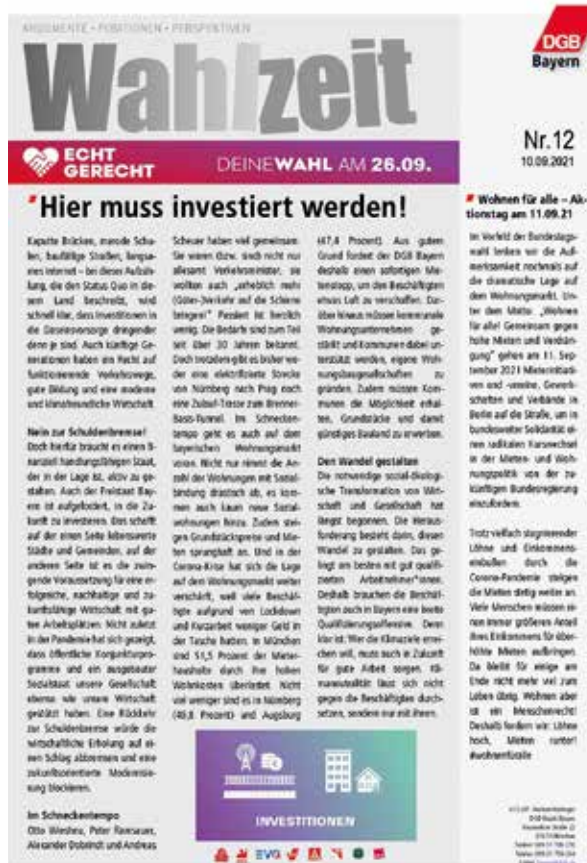 ARGUMENTE • POSITIONEN • PERSPEKTIVEN
Wahlzeit
DGB
Bayern
ECHT
GERECHT
DEINE WAHL AM 26.09.
Nr. 12
10.09.2021
Hier muss investiert werden!
Kaputte Brücken, marode Schu-
len, baufällige Straßen, langsa-
mes Internet – bei dieser Aufzäh-
lung, die den Status Quo in die-
sem Land beschreibt, wird
schnell klar, dass Investitionen in
die Daseinsvorsorge dringender
denn je sind. Auch künftige Ge-
nerationen haben ein Recht auf
funktionierende Verkehrswege,
gute Bildung und eine moderne
und klimafreundliche Wirtschaft.
Nein zur Schuldenbremse!
Doch hierfür braucht es einen fi-
nanziell handlungsfähigen Staat,
der in der Lage ist, aktiv zu ge-
stalten. Auch der Freistaat Bay-
ern ist aufgefordert, in die Zu-
kunft zu investieren. Dies schafft
auf der einen Seite lebenswerte
Städte und Gemeinden, auf der
anderen Seite ist es die zwin-
gende Voraussetzung für eine er-
folgreiche, nachhaltige und zu-
kunftsfähige Wirtschaft mit gu-
ten Arbeitsplätzen. Nicht zuletzt
in der Pandemie hat sich gezeigt,
dass öffentliche Konjunkturpro-
gramme und ein ausgebauter
Sozialstaat unsere Gesellschaft
ebenso wie unsere Wirtschaft
gestützt haben. Eine Rückkehr
zur Schuldenbremse würde die
wirtschaftliche Erholung auf ei-
nen Schlag abbremsen und eine
zukunftsorientierte Modernisie-
rung blockieren.
Im Schneckentempo
Otto Wiesheu, Peter Ramsauer,
Alexander Dobrindt und Andreas
Scheuer haben viel gemeinsam.
Sie waren bzw. sind nicht nur
allesamt Verkehrsminister, sie
wollten auch „erheblich mehr
(Güter-)Verkehr auf die Schiene
bringen!“ Passiert ist herzlich
wenig. Die Bedarfe sind zum Teil
seit über 30 Jahren bekannt.
Doch trotzdem gibt es bisher we-
der eine elektrifizierte Strecke
von Nürnberg nach Prag noch
eine Zulauf-Trasse zum Brenner-
Basis-Tunnel. Im Schnecken-
tempo geht es auch auf dem
bayerischen Wohnungsmarkt
voran. Nicht nur nimmt die An-
zahl der Wohnungen mit Sozial-
bindung drastisch ab, es kom-
men auch kaum neue Sozial-
wohnungen hinzu. Zudem stei-
gen Grundstückspreise und Mie-
ten sprunghaft an. Und in der
Corona-Krise hat sich die Lage
auf dem Wohnungsmarkt weiter
verschärft, weil viele Beschäf-
tigte aufgrund von Lockdown
und Kurzarbeit weniger Geld in
der Tasche hatten. In München
sind 51,5 Prozent der Mieter-
haushalte durch ihre hohen
Wohnkosten überlastet. Nicht
viel weniger sind es in Nürnberg
(48,8 Prozent) und Augsburg
(47,8 Prozent). Aus gutem
Grund fordert der DGB Bayern
deshalb einen sofortigen Mie-
tenstopp, um den Beschäftigten
etwas Luft zu verschaffen. Dar-
über hinaus müssen kommunale
Wohnungsunternehmen ge-
stärkt und Kommunen dabei un-
terstützt werden, eigene Woh-
nungsbaugesellschaften zu
gründen. Zudem müssen Kom-
munen die Möglichkeit erhal-
ten, Grundstücke und damit
günstiges Bauland zu erwerben.
Den Wandel gestalten
Die notwendige sozial-ökologi-
sche Transformation von Wirt-
schaft und Gesellschaft hat
längst begonnen. Die Heraus-
forderung besteht darin, diesen
Wandel zu gestalten. Das ge-
lingt am besten mit gut qualifi-
zierten Arbeitnehmer*innen.
Deshalb brauchen die Beschäf-
tigten auch in Bayern eine breite
Qualifizierungsoffensive. Denn
klar ist: Wer die Klimaziele errei-
chen will, muss auch in Zukunft
für gute Arbeit sorgen. Kli-
maneutralität lässt sich nicht
gegen die Beschäftigten durch-
setzen, sondern nur mit ihnen.
INVESTITIONEN
EVG
Wohnen für alle – Ak-
tionstag am 11.09.21
Im Vorfeld der Bundestags-
wahl lenken wir die Auf-
merksamkeit nochmals auf
die dramatische Lage auf
dem Wohnungsmarkt. Un-
ter dem Motto: „Wohnen
für alle! Gemeinsam gegen
hohe Mieten und Verdrän-
gung“ gehen am 11. Sep-
tember 2021 Mieterinitiati-
ven und -vereine, Gewerk-
schaften und Verbände in
Berlin auf die Straße, um in
bundesweiter Solidarität ei-
nen radikalen Kurswechsel
in der Mieten- und Woh-
nungspolitik von der zu-
künftigen Bundesregierung
einzufordern.
Trotz vielfach stagnierender
Löhne und Einkommens-
einbußen durch die
Corona-Pandemie steigen
die Mieten stetig weiter an.
Viele Menschen müssen ei-
nen immer größeren Anteil
ihres Einkommens für über-
höhte Mieten aufbringen.
Da bleibt für einige am
Ende nicht mehr viel zum
Leben übrig. Wohnen aber
ist ein Menschenrecht!
Deshalb fordern wir: Löhne
hoch, Mieten runter!
#wohnenfüralle